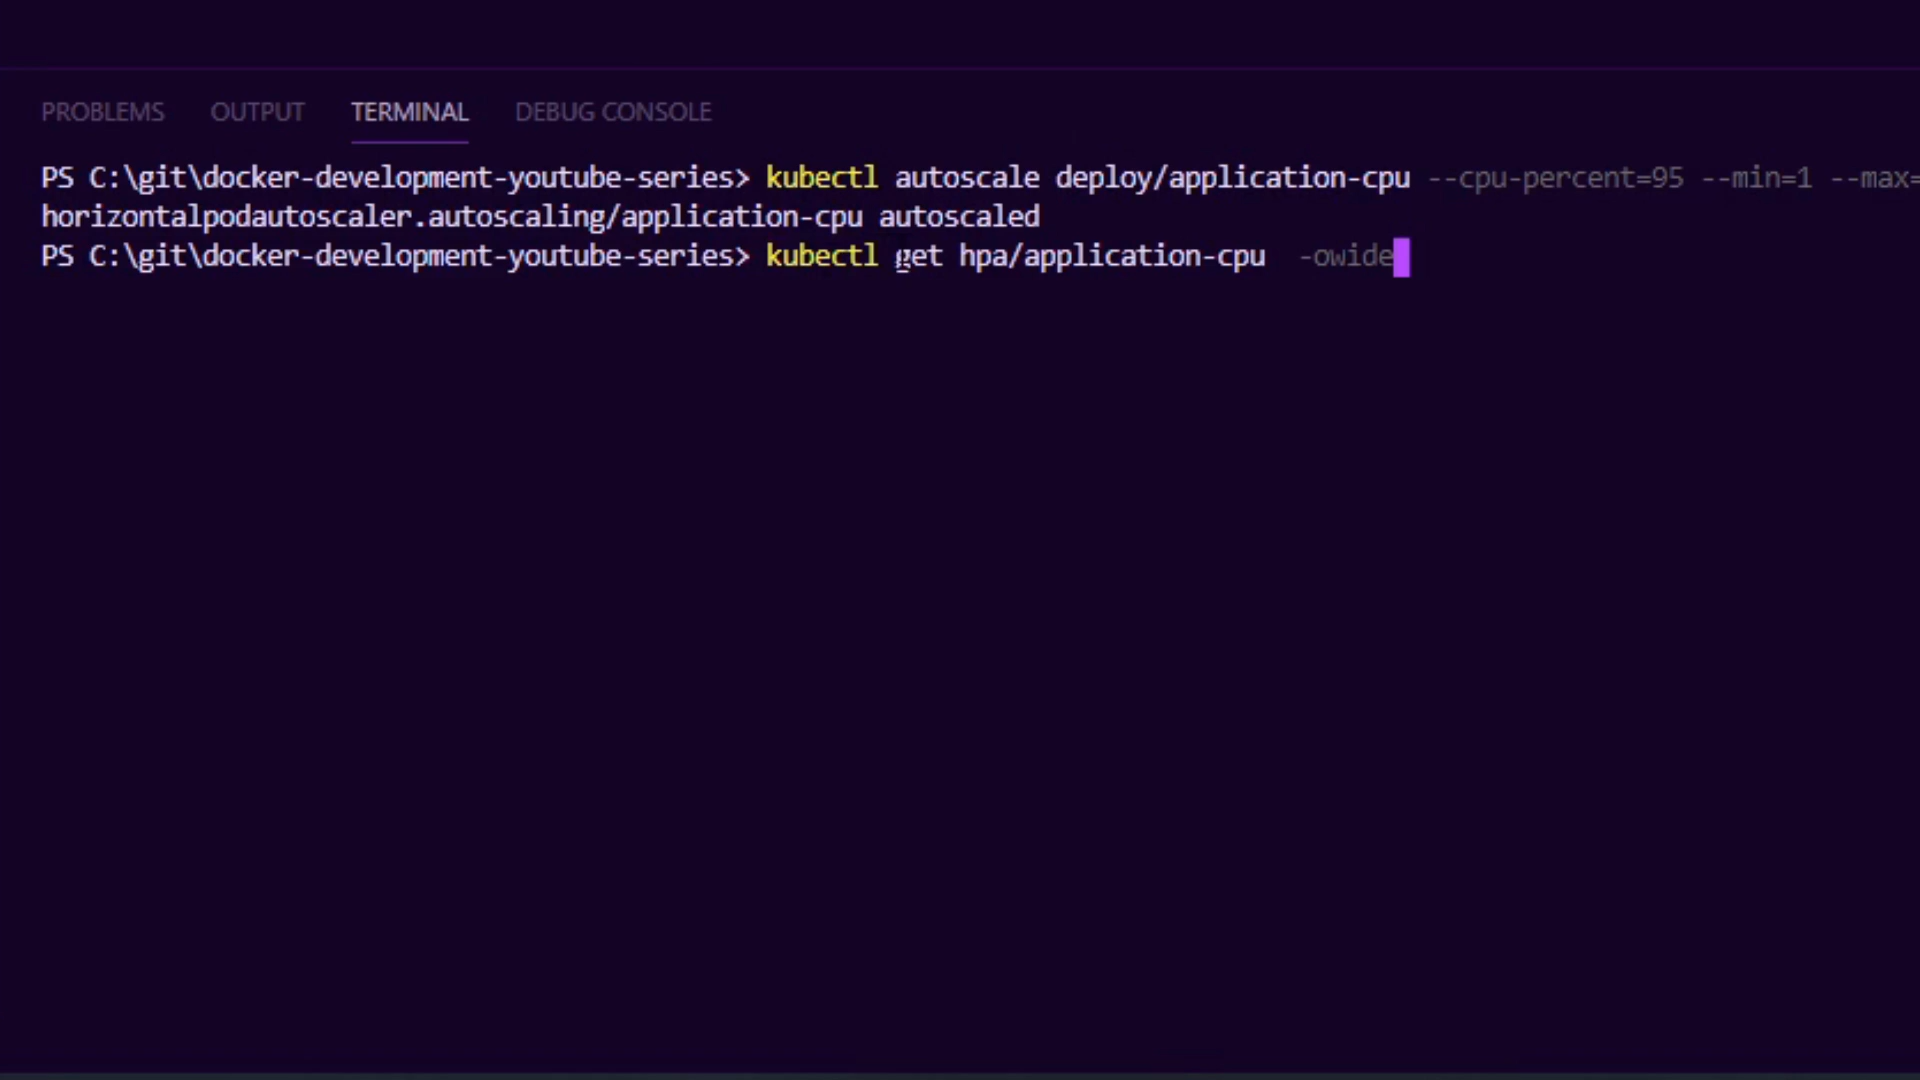 PROBLEMS OUTPUT TERMINAL DEBUG CONSOLE
PS C:\git\docker-development-youtube-series> kubectl autoscale deploy/application-cpu --cpu-percent=95 --min=1 --max=
horizontalpodautoscaler.autoscaling/application-cpu autoscaled
PS C:\git\docker-development-youtube-series> kubectl get hpa/application-cpu  -owide